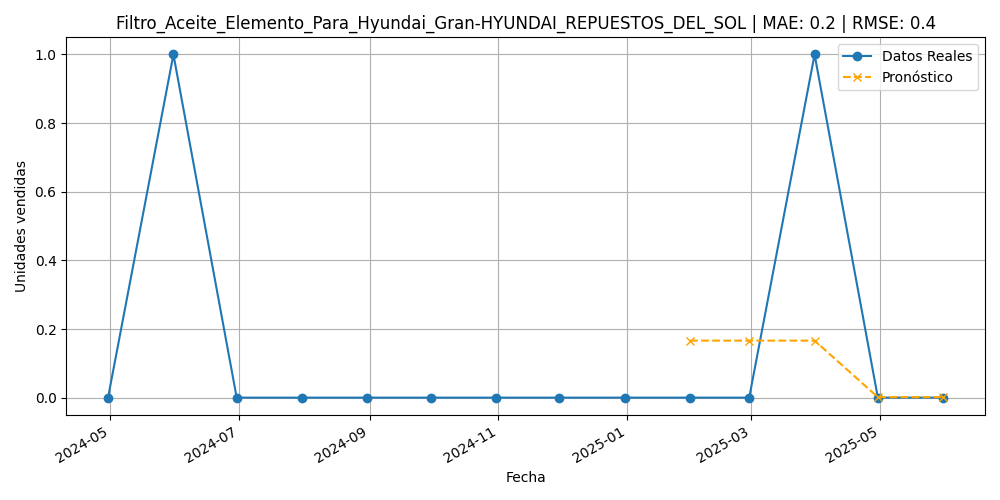 Filtro_Aceite_Elemento_Para_Hyundai_Gran-HYUNDAI_REPUESTOS_DEL_SOL | MAE: 0.2 | RMSE: 0.4
Datos Reales
Pronóstico
Unidades vendidas
1.0
0.8
0.6
0.4
0.2
0.0
2024-05
2024-07
2024-09
2024-11
2025-01
2025-03
2025-05
Fecha